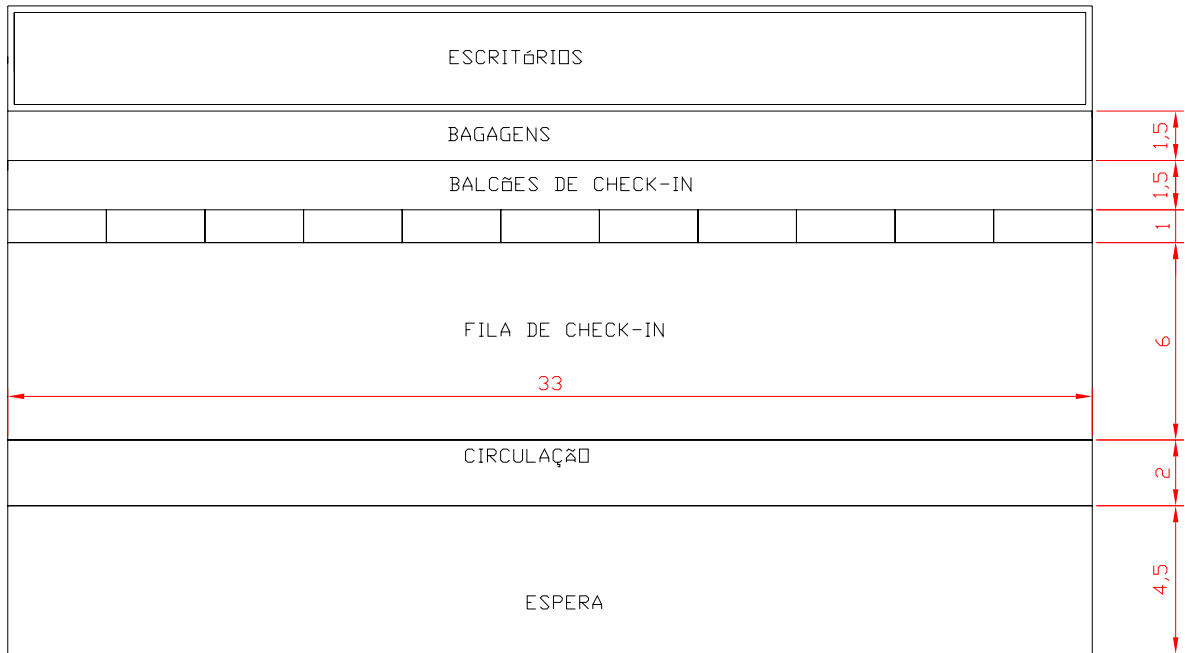 ESCRITóRIOS
BAGAGENS
1,5
BALCõES DE CHECK-IN
1,5
1
FILA DE CHECK-IN
6
33
CIRCULAÇãO
2
4,5
ESPERA